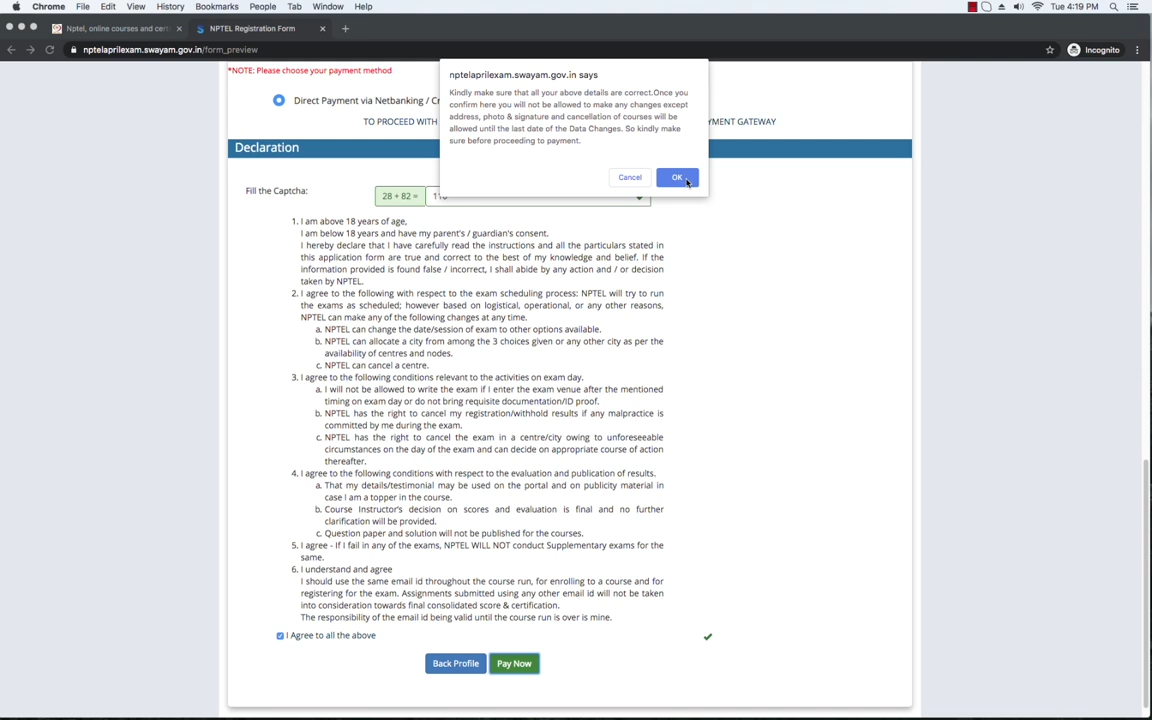 Chrome File Edit View History Bookmarks People Tab Window Help Tue 4:19 PM
Nptel, online courses and cert × NPTEL Registration Form × +
nptelaprilexam.swayam.gov.in/form_preview Incognito
*NOTE: Please choose your payment method
nptelaprilexam.swayam.gov.in says
Kindly make sure that all your above details are correct.Once you
confirm here you will not be allowed to make any changes except
address, photo & signature and cancellation of courses will be
allowed until the last date of the Data Changes. So kindly make
sure before proceeding to payment.
Cancel OK
Direct Payment via Netbanking / Cr
TO PROCEED WITH YMENT GATEWAY
Declaration
Fill the Captcha: 28 + 82 = 110
1. I am above 18 years of age,
I am below 18 years and have my parent's / guardian's consent.
I hereby declare that I have carefully read the instructions and all the particulars stated in
this application form are true and correct to the best of my knowledge and belief. If the
information provided is found false / incorrect, I shall abide by any action and / or decision
taken by NPTEL.
2. I agree to the following with respect to the exam scheduling process: NPTEL will try to run
the exams as scheduled; however based on logistical, operational, or any other reasons,
NPTEL can make any of the following changes at any time.
a. NPTEL can change the date/session of exam to other options available.
b. NPTEL can allocate a city from among the 3 choices given or any other city as per the
availability of centres and nodes.
c. NPTEL can cancel a centre.
3. I agree to the following conditions relevant to the activities on exam day.
a. I will not be allowed to write the exam if I enter the exam venue after the mentioned
timing on exam day or do not bring requisite documentation/ID proof.
b. NPTEL has the right to cancel my registration/withhold results if any malpractice is
committed by me during the exam.
c. NPTEL has the right to cancel the exam in a centre/city owing to unforeseeable
circumstances on the day of the exam and can decide on appropriate course of action
thereafter.
4. I agree to the following conditions with respect to the evaluation and publication of results.
a. That my details/testimonial may be used on the portal and on publicity material in
case I am a topper in the course.
b. Course Instructor's decision on scores and evaluation is final and no further
clarification will be provided.
c. Question paper and solution will not be published for the courses.
5. I agree - If I fail in any of the exams, NPTEL WILL NOT conduct Supplementary exams for the
same.
6. I understand and agree
I should use the same email id throughout the course run, for enrolling to a course and for
registering for the exam. Assignments submitted using any other email id will not be taken
into consideration towards final consolidated score & certification.
The responsibility of the email id being valid until the course run is over is mine.
I Agree to all the above
Back Profile Pay Now